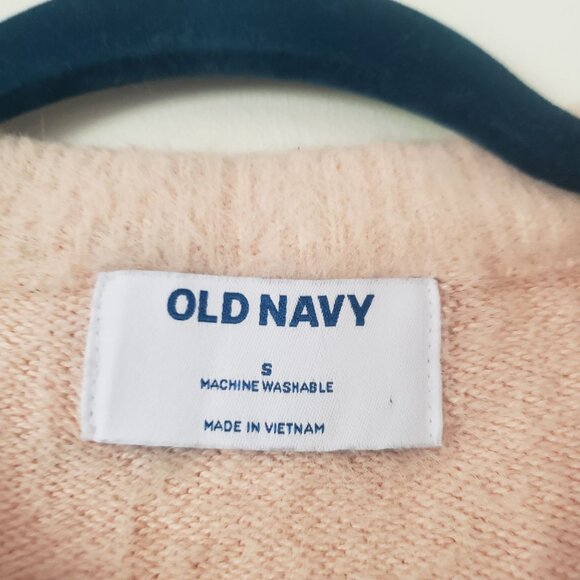 OLD NAVY
S
MACHINE WASHABLE
MADE IN VIETNAM